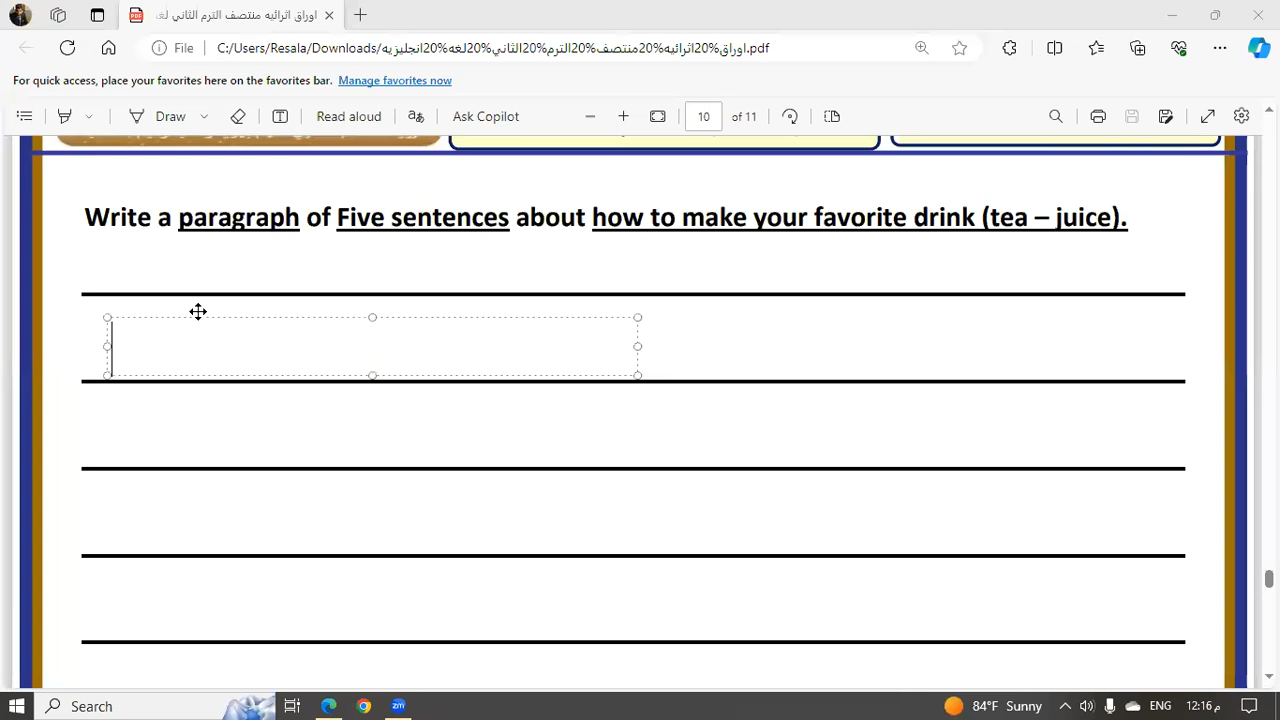 اوراق اثرائيه منتصف الترم الثاني لغ
File
C:/Users/Resala/Downloads/اوراق%20اثرائيه%20منتصف%20الترم%20الثاني%20لغه%20انجليزيه.pdf
For quick access, place your favorites here on the favorites bar. Manage favorites now
Draw
Read aloud
Ask Copilot
10 of 11
Write a paragraph of Five sentences about how to make your favorite drink (tea – juice).
Search
84°F Sunny
ENG
12:16 م